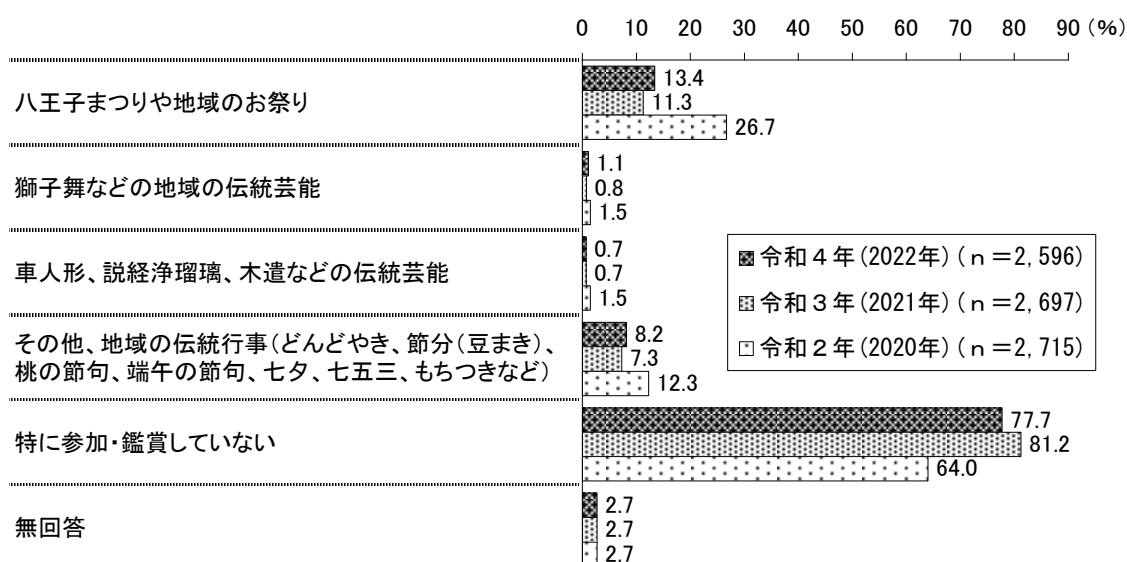 0 10 20 30 40 50 60 70 80 90 (%)
八王子まつりや地域のお祭り
13.4
11.3
26.7
獅子舞などの地域の伝統芸能
1.1
0.8
1.5
車人形、説経浄瑠璃、木遣などの伝統芸能
0.7
0.7
1.5
その他、地域の伝統行事(どんどやき、節分(豆まき)、
桃の節句、端午の節句、七夕、七五三、もちつきなど)
8.2
7.3
12.3
特に参加・鑑賞していない
77.7
81.2
64.0
無回答
2.7
2.7
2.7
令和4年(2022年)(n=2,596)
令和3年(2021年)(n=2,697)
令和2年(2020年)(n=2,715)